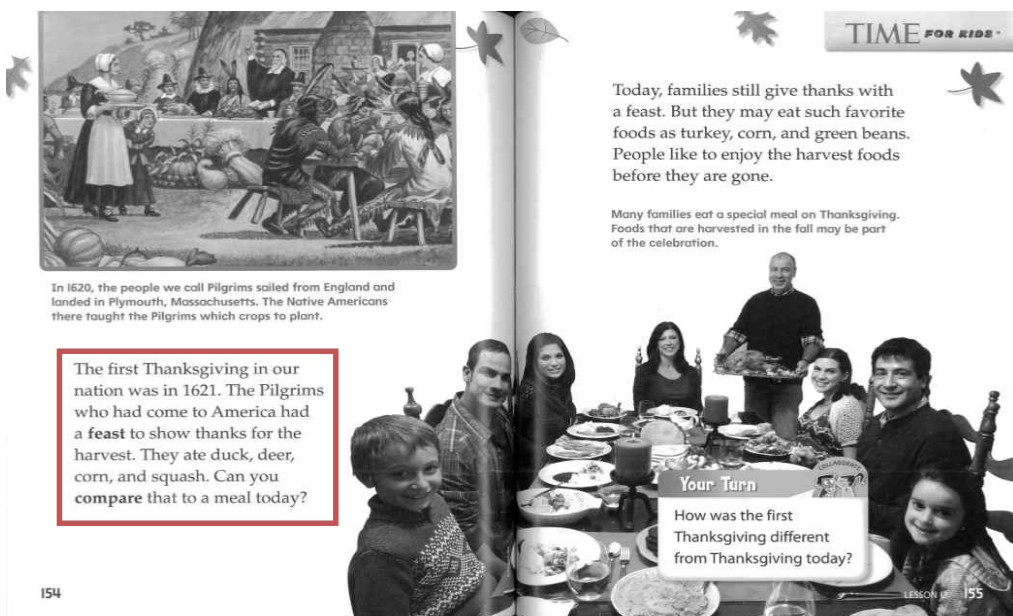 In 1620, the people we call Pilgrims sailed from England and
landed in Plymouth, Massachusetts. The Native Americans
there taught the Pilgrims which crops to plant.
The first Thanksgiving in our
nation was in 1621. The Pilgrims
who had come to America had
a feast to show thanks for the
harvest. They ate duck, deer,
corn, and squash. Can you
compare that to a meal today?
154
TIME FOR KIDS
Today, families still give thanks with
a feast. But they may eat such favorite
foods as turkey, corn, and green beans.
People like to enjoy the harvest foods
before they are gone.
Many families eat a special meal on Thanksgiving.
Foods that are harvested in the fall may be part
of the celebration.
COLLABORATE
Your Turn
How was the first
Thanksgiving different
from Thanksgiving today?
LESSON
155